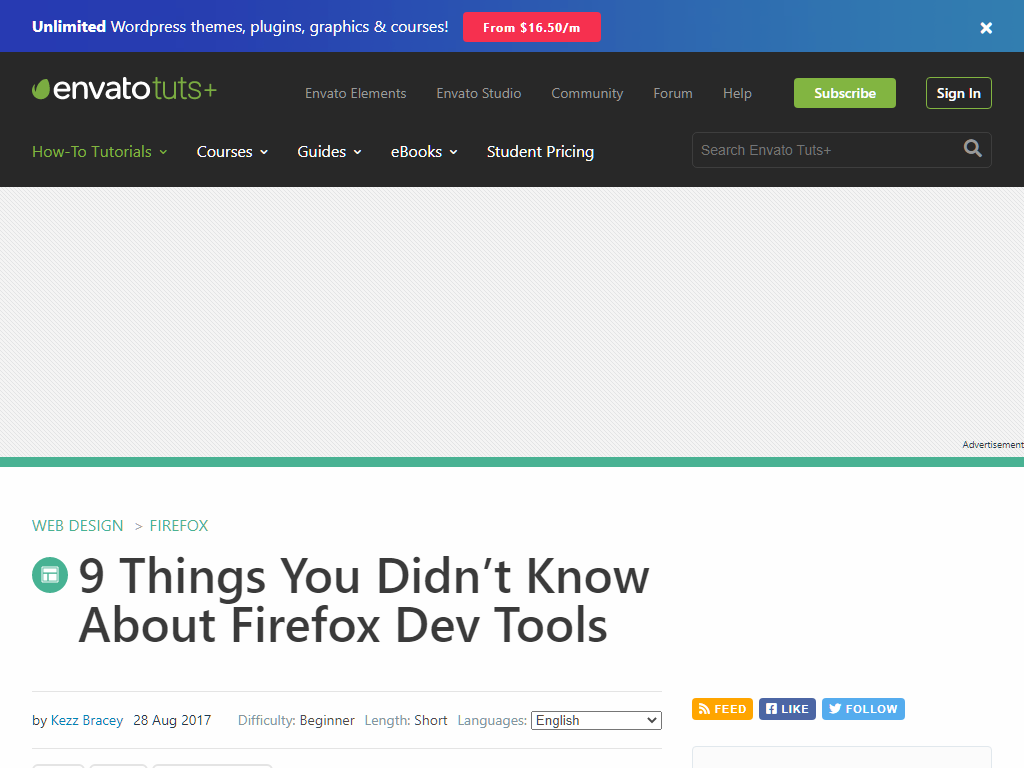 Unlimited Wordpress themes, plugins, graphics & courses! From $16.50/m
envatotuts+
Envato Elements Envato Studio Community Forum Help Subscribe Sign In
How-To Tutorials Courses Guides eBooks Student Pricing
Search Envato Tuts+
Advertisement
WEB DESIGN > FIREFOX
9 Things You Didn’t Know
About Firefox Dev Tools
by Kezz Bracey 28 Aug 2017 Difficulty: Beginner Length: Short Languages: English
FEED LIKE FOLLOW